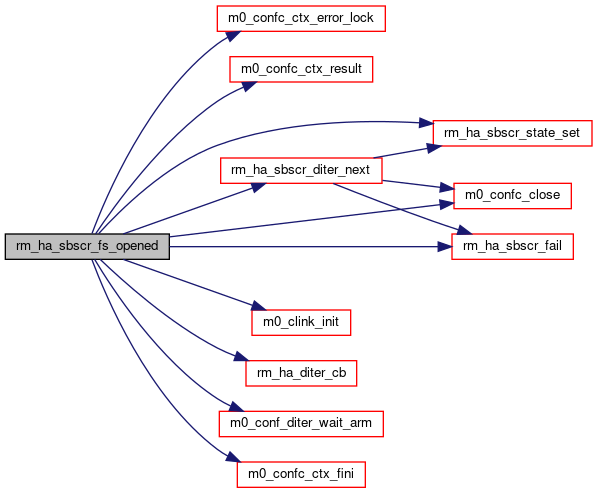 m0_confc_ctx_error_lock
m0_confc_ctx_result
rm_ha_sbscr_state_set
rm_ha_sbscr_diter_next
m0_confc_close
rm_ha_sbscr_fs_opened
rm_ha_sbscr_fail
m0_clink_init
rm_ha_diter_cb
m0_conf_diter_wait_arm
m0_confc_ctx_fini